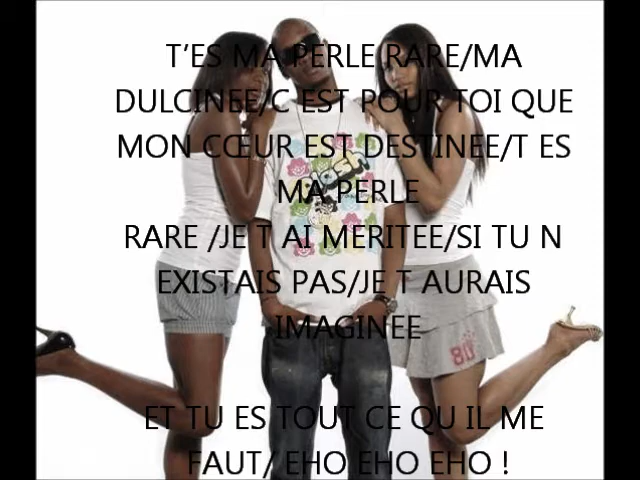 T'ES MA PERLE RARE/MA
DULCINEE/C EST POUR TOI QUE
MON CŒUR EST DESTINEE/T ES
MA PERLE
RARE /JE T AI MERITEE/SI TU N
EXISTAIS PAS/JE T AURAIS
IMAGINEE
ET TU ES TOUT CE QU IL ME
FAUT/ EHO EHO EHO !
80